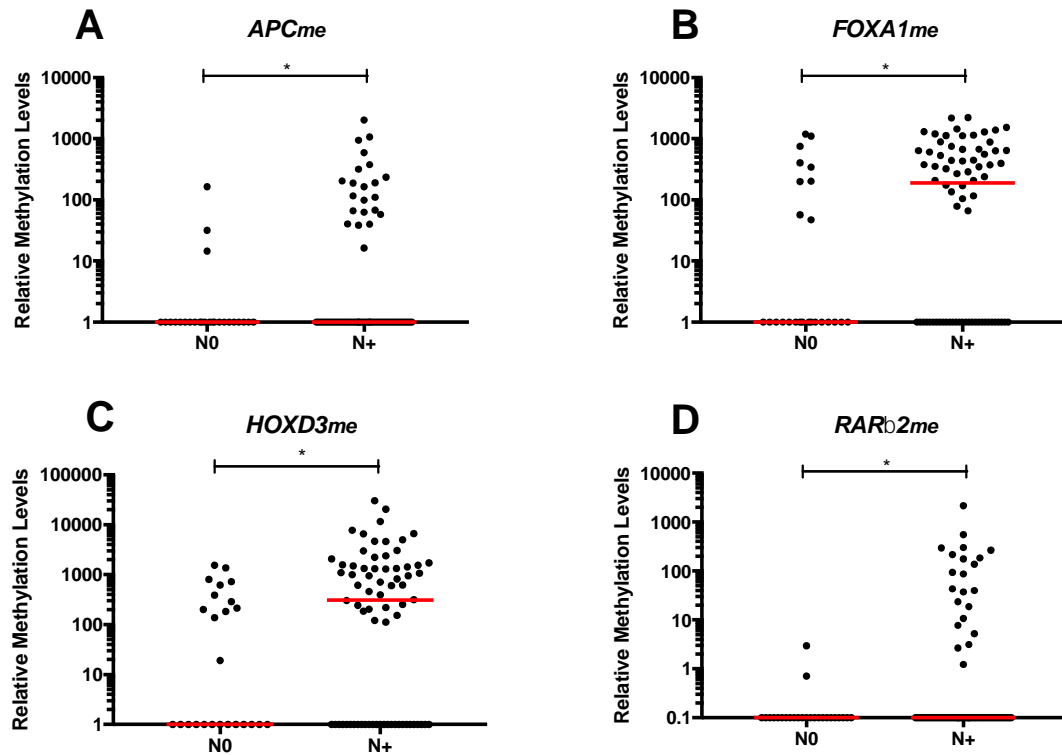 A
APCme
*
Relative Methylation Levels
10000
1000
100
10
1
N0
N+
B
FOXA1me
*
Relative Methylation Levels
10000
1000
100
10
1
N0
N+
C
HOXD3me
*
Relative Methylation Levels
100000
10000
1000
100
10
1
N0
N+
D
RARb2me
*
Relative Methylation Levels
10000
1000
100
10
1
0.1
N0
N+